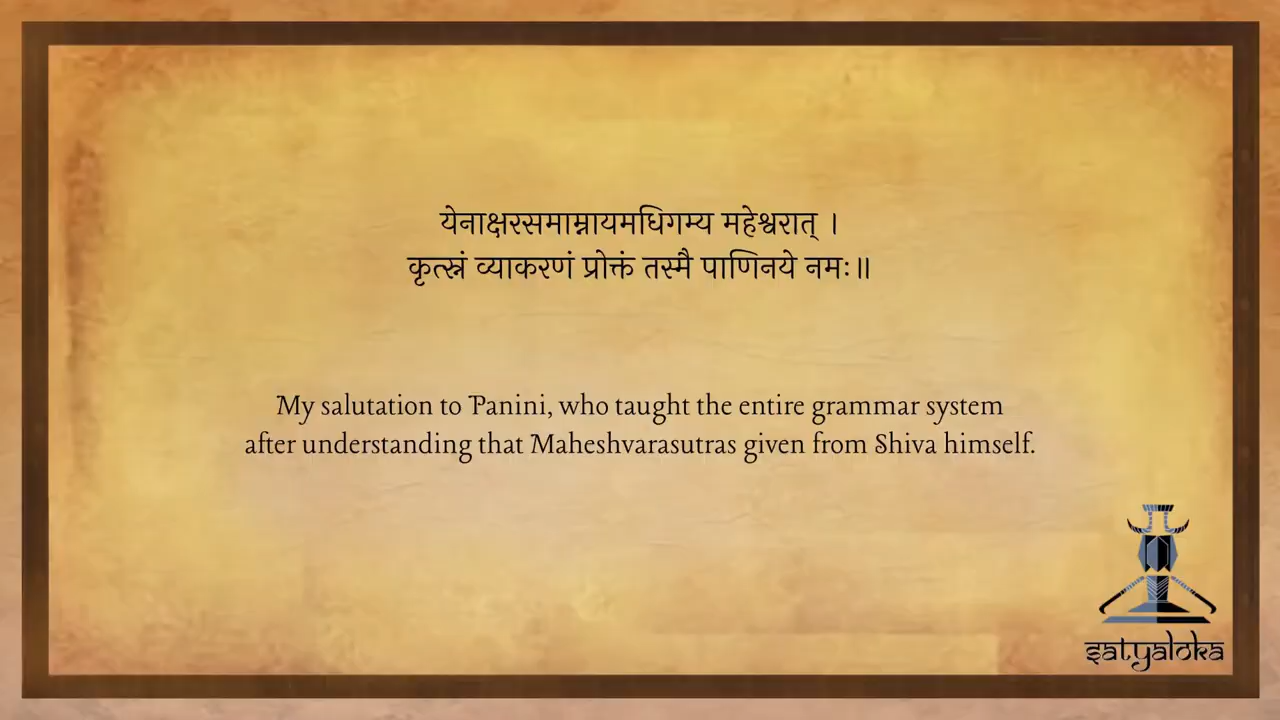 येनाक्षरसमाम्नायमधिगम्य महेश्वरात् ।
कृत्स्नं व्याकरणं प्रोक्तं तस्मै पाणिनये नमः॥
My salutation to Panini, who taught the entire grammar system
after understanding that Maheshvarasutras given from Shiva himself.
satyaloka